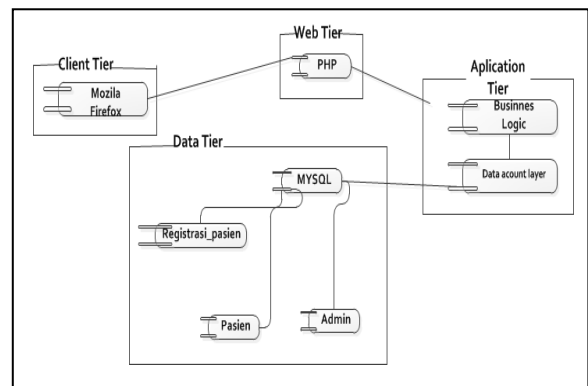 Web Tier
PHP
Client Tier
Mozila
Firefox
Aplication
Tier
Businnes
Logic
Data acount layer
Data Tier
MYSQL
Registrasi_pasien
Pasien
Admin